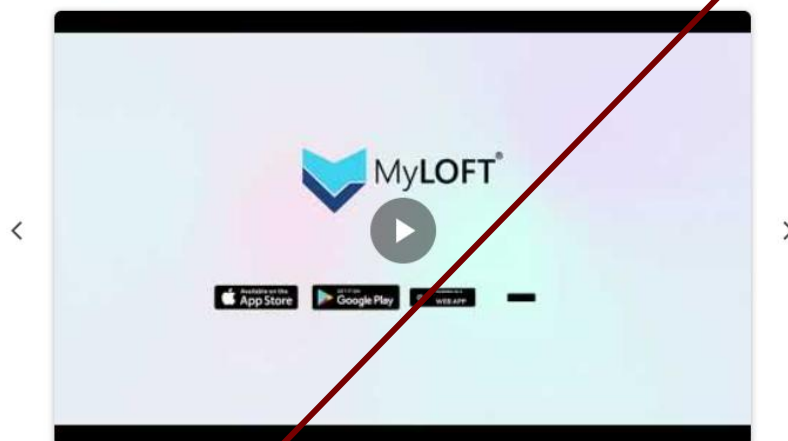 MyLOFT®
Available on the
App Store
GET IT ON
Google Play
WEB APP